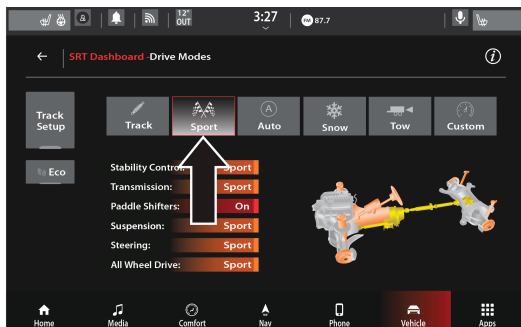 12°
OUT
3:27
FM 87.7
SRT Dashboard -Drive Modes
Track
Setup
Eco
Track
Sport
Auto
Snow
Tow
Custom
Stability Control: Sport
Transmission: Sport
Paddle Shifters: On
Suspension: Sport
Steering: Sport
All Wheel Drive: Sport
Home
Media
Comfort
Nav
Phone
Vehicle
Apps